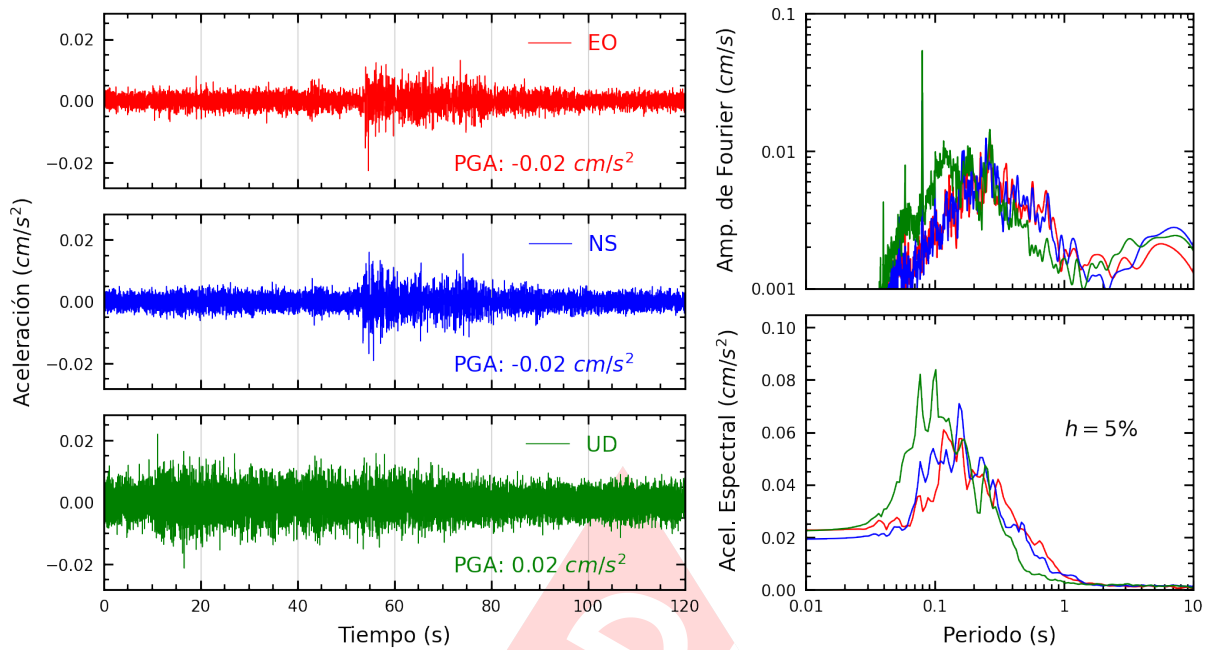 Aceleración (cm/s²)
0.02
0.00
−0.02
EO
PGA: -0.02 cm/s²
0.02
0.00
−0.02
NS
PGA: -0.02 cm/s²
0.02
0.00
−0.02
UD
PGA: 0.02 cm/s²
0 20 40 60 80 100 120
Tiempo (s)
Amp. de Fourier (cm/s)
0.1
0.01
0.001
Acel. Espectral (cm/s²)
0.10
0.08
0.06
0.04
0.02
0.00
h = 5%
0.01 0.1 1 10
Periodo (s)